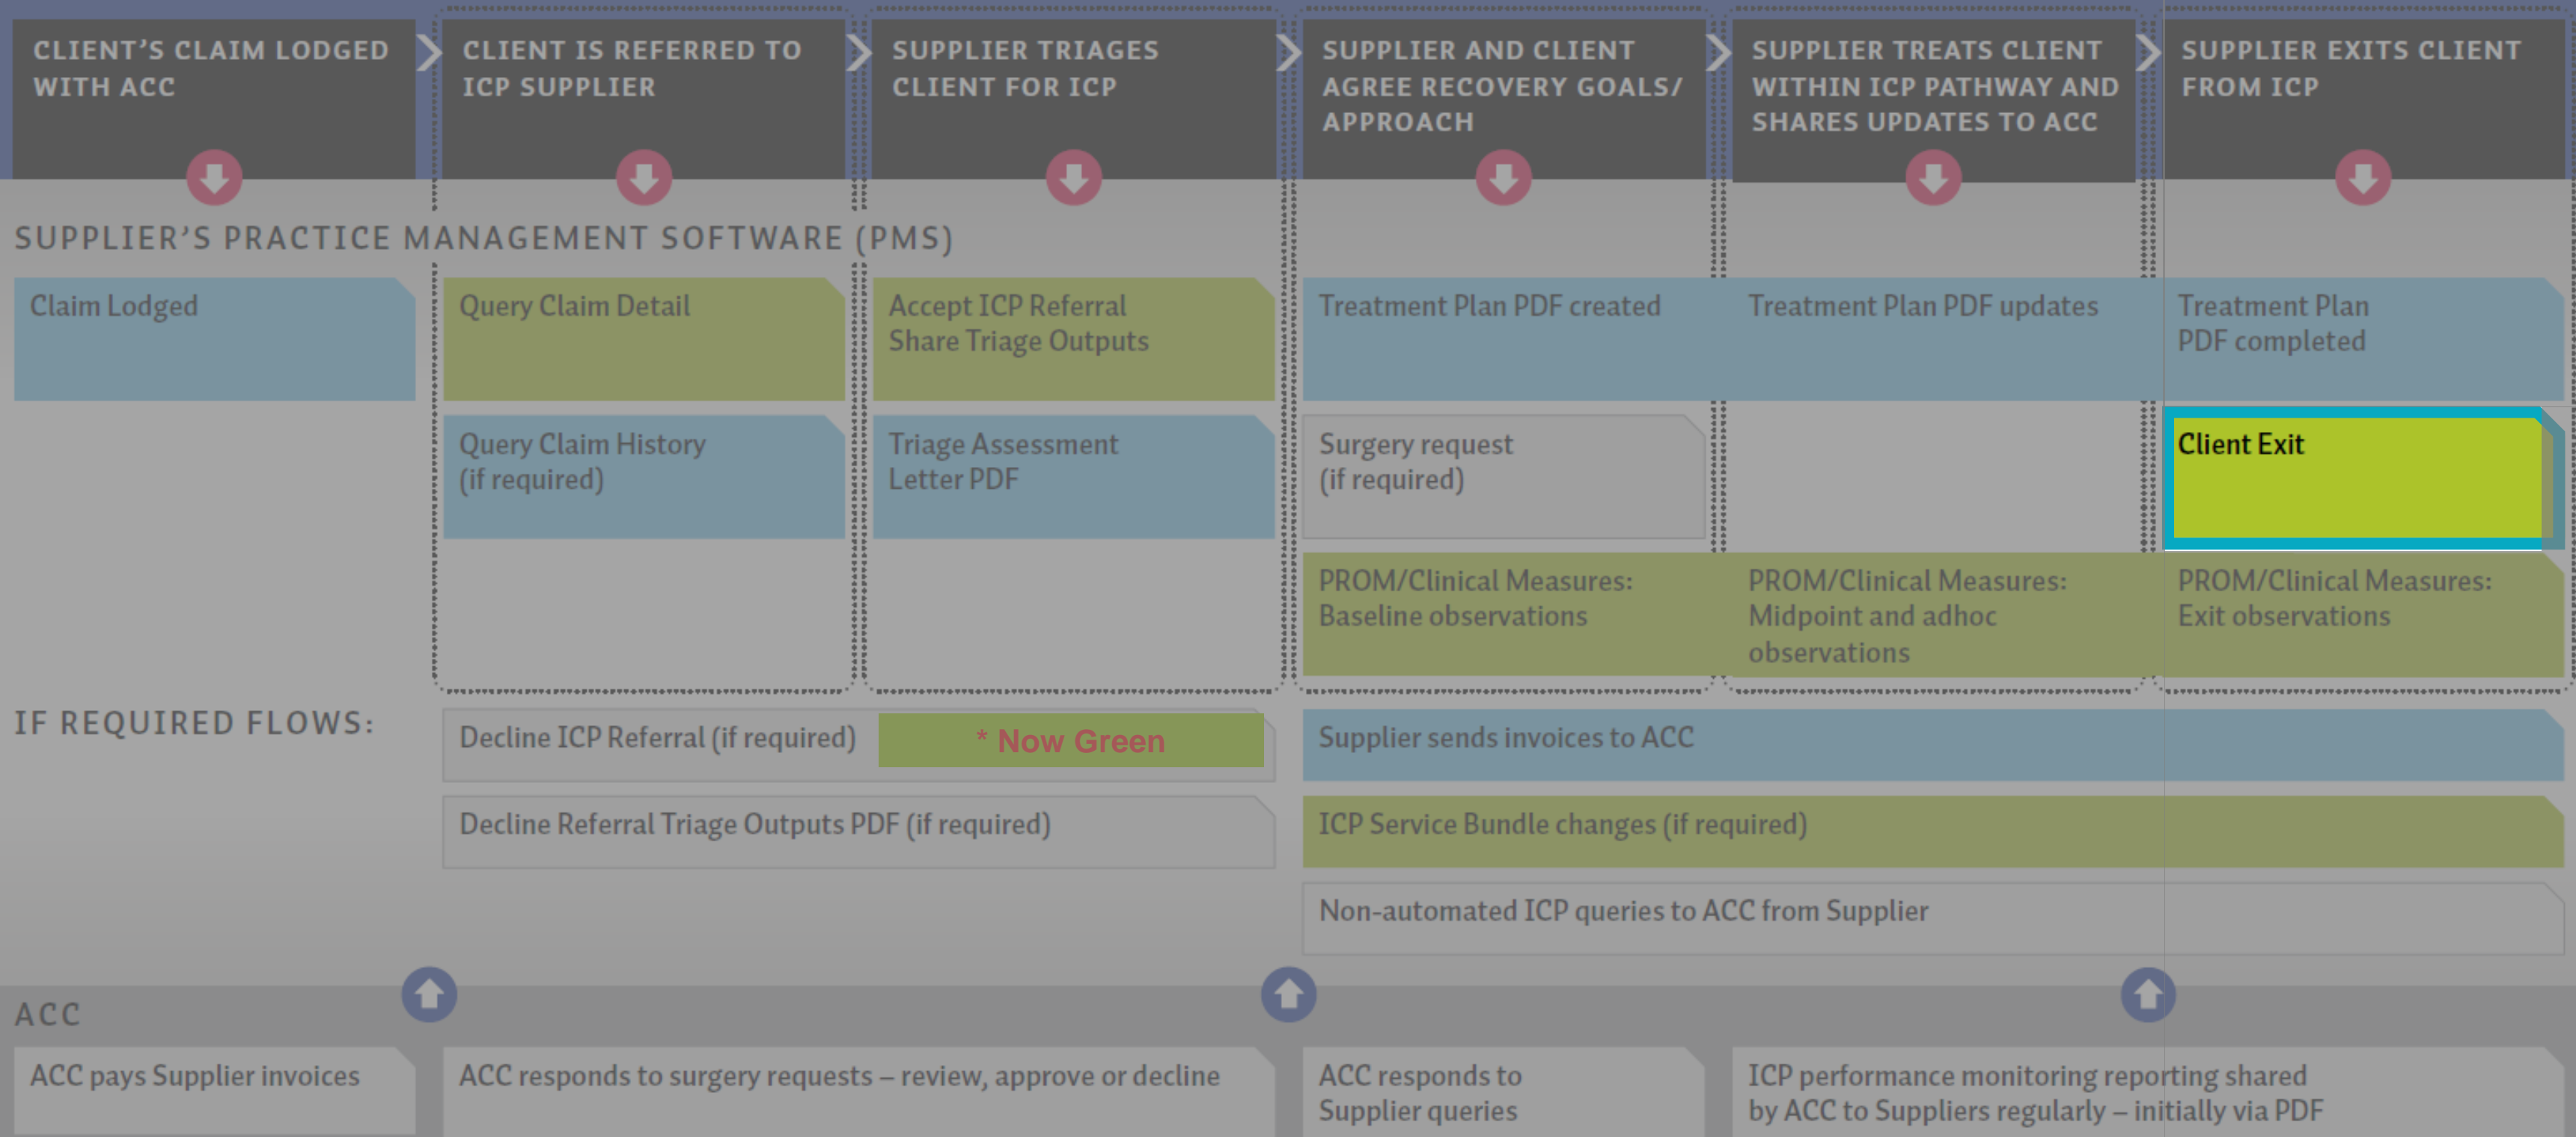 CLIENT'S CLAIM LODGED
WITH ACC
CLIENT IS REFERRED TO
ICP SUPPLIER
SUPPLIER TRIAGES
CLIENT FOR ICP
SUPPLIER AND CLIENT
AGREE RECOVERY GOALS/
APPROACH
SUPPLIER TREATS CLIENT
WITHIN ICP PATHWAY AND
SHARES UPDATES TO ACC
SUPPLIER EXITS CLIENT
FROM ICP
SUPPLIER'S PRACTICE MANAGEMENT SOFTWARE (PMS)
Claim Lodged
Query Claim Detail
Accept ICP Referral
Share Triage Outputs
Treatment Plan PDF created
Treatment Plan PDF updates
Treatment Plan
PDF completed
Query Claim History
(if required)
Triage Assessment
Letter PDF
Surgery request
(if required)
Client Exit
PROM/Clinical Measures:
Baseline observations
PROM/Clinical Measures:
Midpoint and adhoc
observations
PROM/Clinical Measures:
Exit observations
IF REQUIRED FLOWS:
Decline ICP Referral (if required)
* Now Green
Supplier sends invoices to ACC
Decline Referral Triage Outputs PDF (if required)
ICP Service Bundle changes (if required)
Non-automated ICP queries to ACC from Supplier
ACC
ACC pays Supplier invoices
ACC responds to surgery requests – review, approve or decline
ACC responds to
Supplier queries
ICP performance monitoring reporting shared
by ACC to Suppliers regularly – initially via PDF